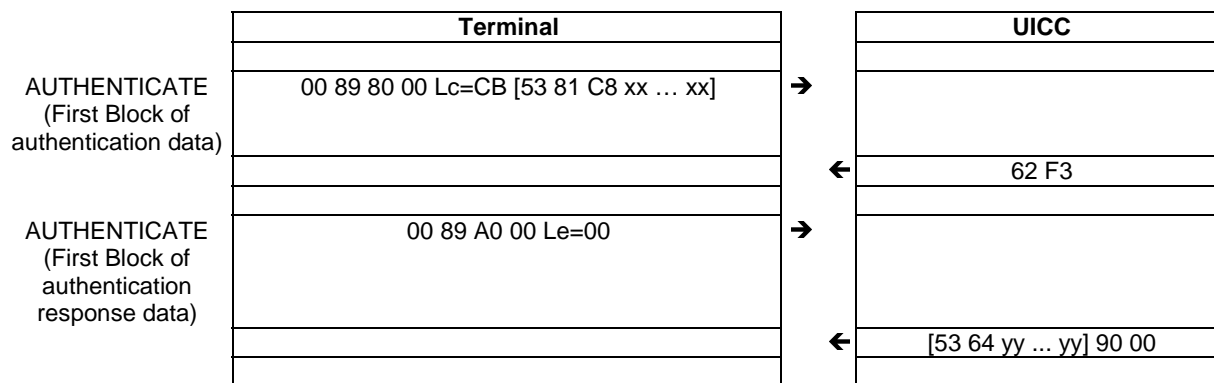 Terminal UICC
AUTHENTICATE
(First Block of
authentication data)
00 89 80 00 Lc=CB [53 81 C8 xx … xx] ➔
🡸 62 F3
AUTHENTICATE
(First Block of
authentication
response data)
00 89 A0 00 Le=00 ➔
🡸 [53 64 yy ... yy] 90 00